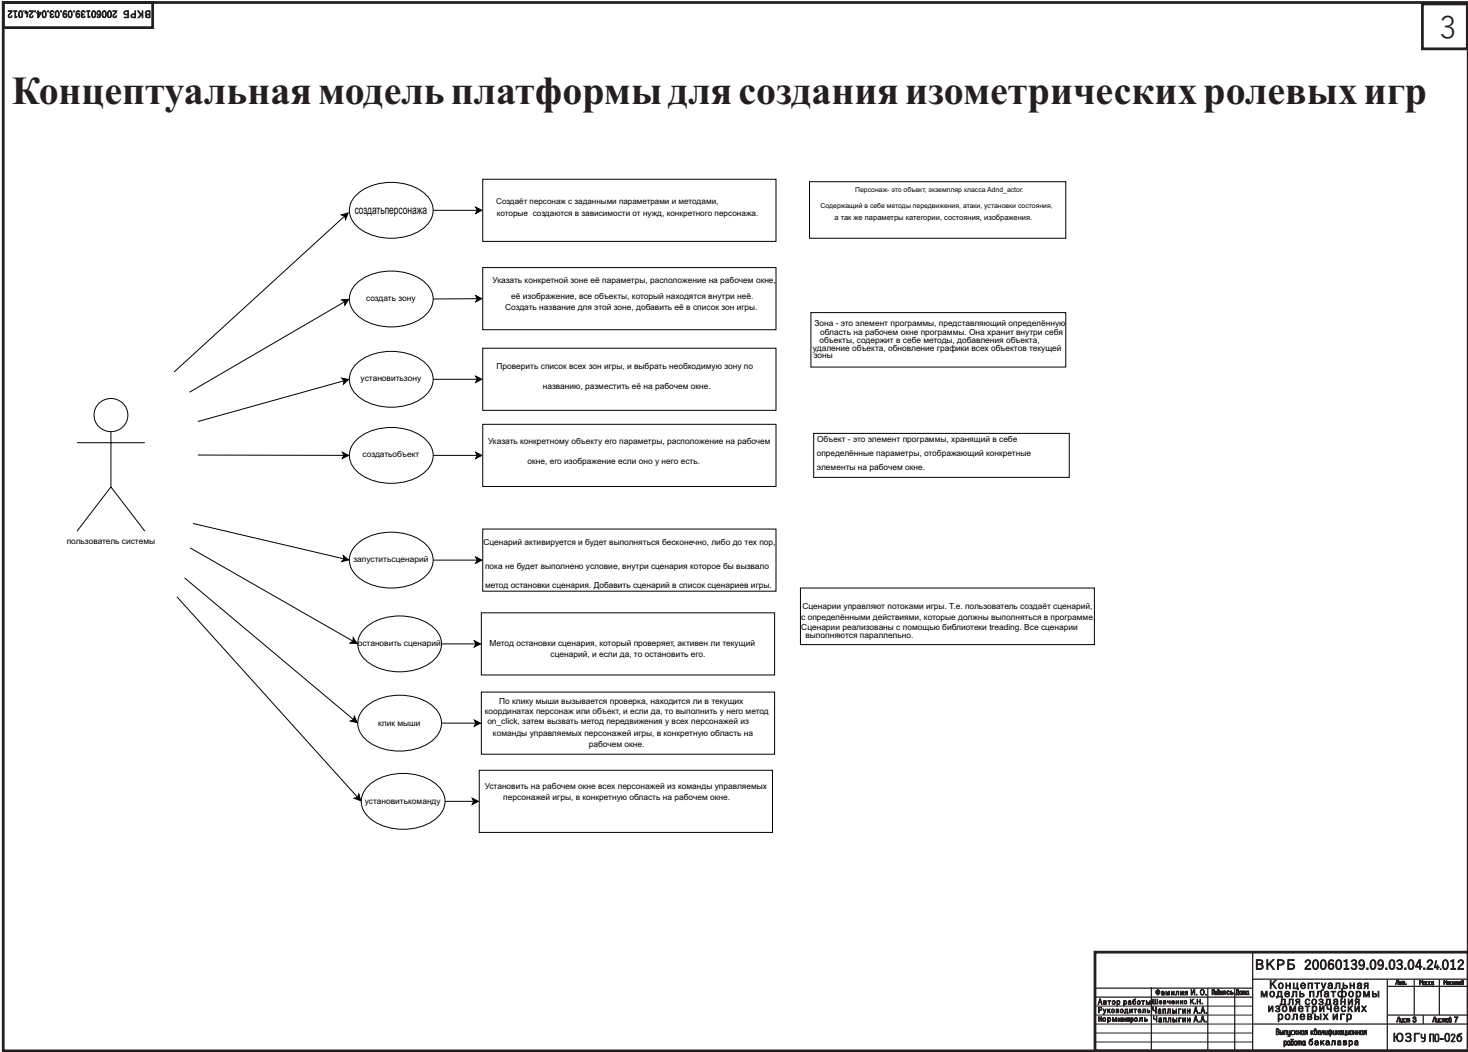 ВКРБ 20060139.09.03.04.24.012
3
Концептуальная модель платформы для создания изометрических ролевых игр
создатьперсонажа
Создаёт персонаж с заданными параметрами и методами,
которые создаются в зависимости от нужд, конкретного персонажа.
Персонаж- это объект, экземпляр класса Adnd_actor.
Содержащий в себе методы передвижения, атаки, установки состояния,
а так же параметры категории, состояния, изображения.
создать зону
Указать конкретной зоне её параметры, расположение на рабочем окне,
её изображение, все объекты, который находятся внутри неё.
Создать название для этой зоне, добавить её в список зон игры.
Зона - это элемент программы, представляющий определённую
область на рабочем окне программы. Она хранит внутри себя
объекты, содержит в себе методы, добавления объекта,
удаление объекта, обновление графики всех объектов текущей
зоны
установитьзону
Проверить список всех зон игры, и выбрать необходимую зону по
названию, разместить её на рабочем окне.
создатьобъект
Указать конкретному объекту его параметры, расположение на рабочем
окне, его изображение если оно у него есть.
Объект - это элемент программы, хранящий в себе
определённые параметры, отображающий конкретные
элементы на рабочем окне.
пользователь системы
запуститьсценарий
Сценарий активируется и будет выполняться бесконечно, либо до тех пор,
пока не будет выполнено условие, внутри сценария которое бы вызвало
метод остановки сценария. Добавить сценарий в список сценариев игры.
Сценарии управляют потоками игры. Т.е. пользователь создаёт сценарий,
с определёнными действиями, которые должны выполняться в программе.
Сценарии реализованы с помощью библиотеки treading. Все сценарии
выполняются параллельно.
остановить сценарий
Метод остановки сценария, который проверяет, активен ли текущий
сценарий, и если да, то остановить его.
клик мыши
По клику мыши вызывается проверка, находится ли в текущих
координатах персонаж или объект, и если да, то выполнить у него метод
on_click, затем вызвать метод передвижения у всех персонажей из
команды управляемых персонажей игры, в конкретную область на
рабочем окне.
установитькоманду
Установить на рабочем окне всех персонажей из команды управляемых
персонажей игры, в конкретную область на рабочем окне.
ВКРБ 20060139.09.03.04.24.012
Концептуальная
модель платформы
для создания
изометрических
ролевых игр
Лит. Масса Масштаб
Фамилия И. О. Подпись Дата
Автор работы Шевченко К.Н.
Руководитель Чаплыгин А.А.
Нормконтроль Чаплыгин А.А.
Лист 3 Листов 7
Выпускная квалификационная
работа бакалавра
ЮЗГУ ПО-02б